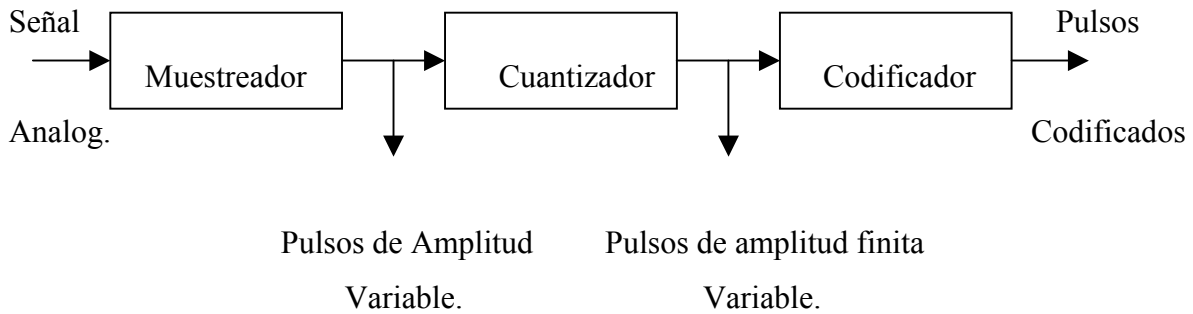 Señal
Analog.
Muestreador
Cuantizador
Codificador
Pulsos
Codificados
Pulsos de Amplitud
Variable.
Pulsos de amplitud finita
Variable.